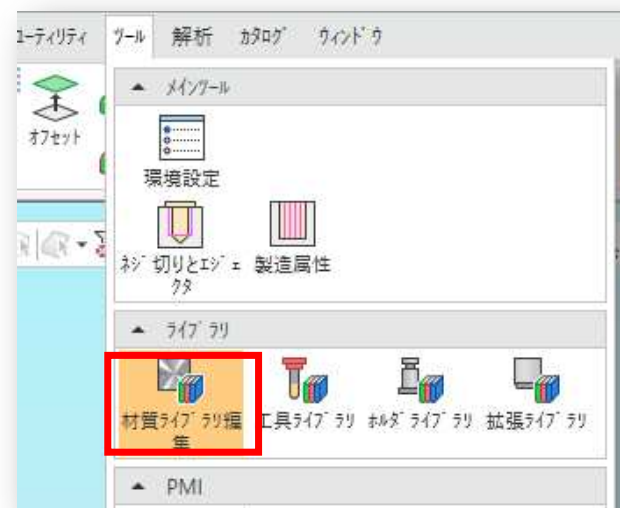 ﾕｰﾃｨﾘﾃｨ ﾂｰﾙ 解析 ｶﾀﾛｸﾞ ｳｨﾝﾄﾞｳ
ｵﾌｾｯﾄ
ﾒｲﾝﾂｰﾙ
環境設定
ﾈｼﾞ切りとｴｼﾞｪ
ｸﾀ
製造属性
ﾗｲﾌﾞﾗﾘ
材質ﾗｲﾌﾞﾗﾘ編
集
工具ﾗｲﾌﾞﾗﾘ
ﾎﾙﾀﾞﾗｲﾌﾞﾗﾘ
拡張ﾗｲﾌﾞﾗﾘ
PMI